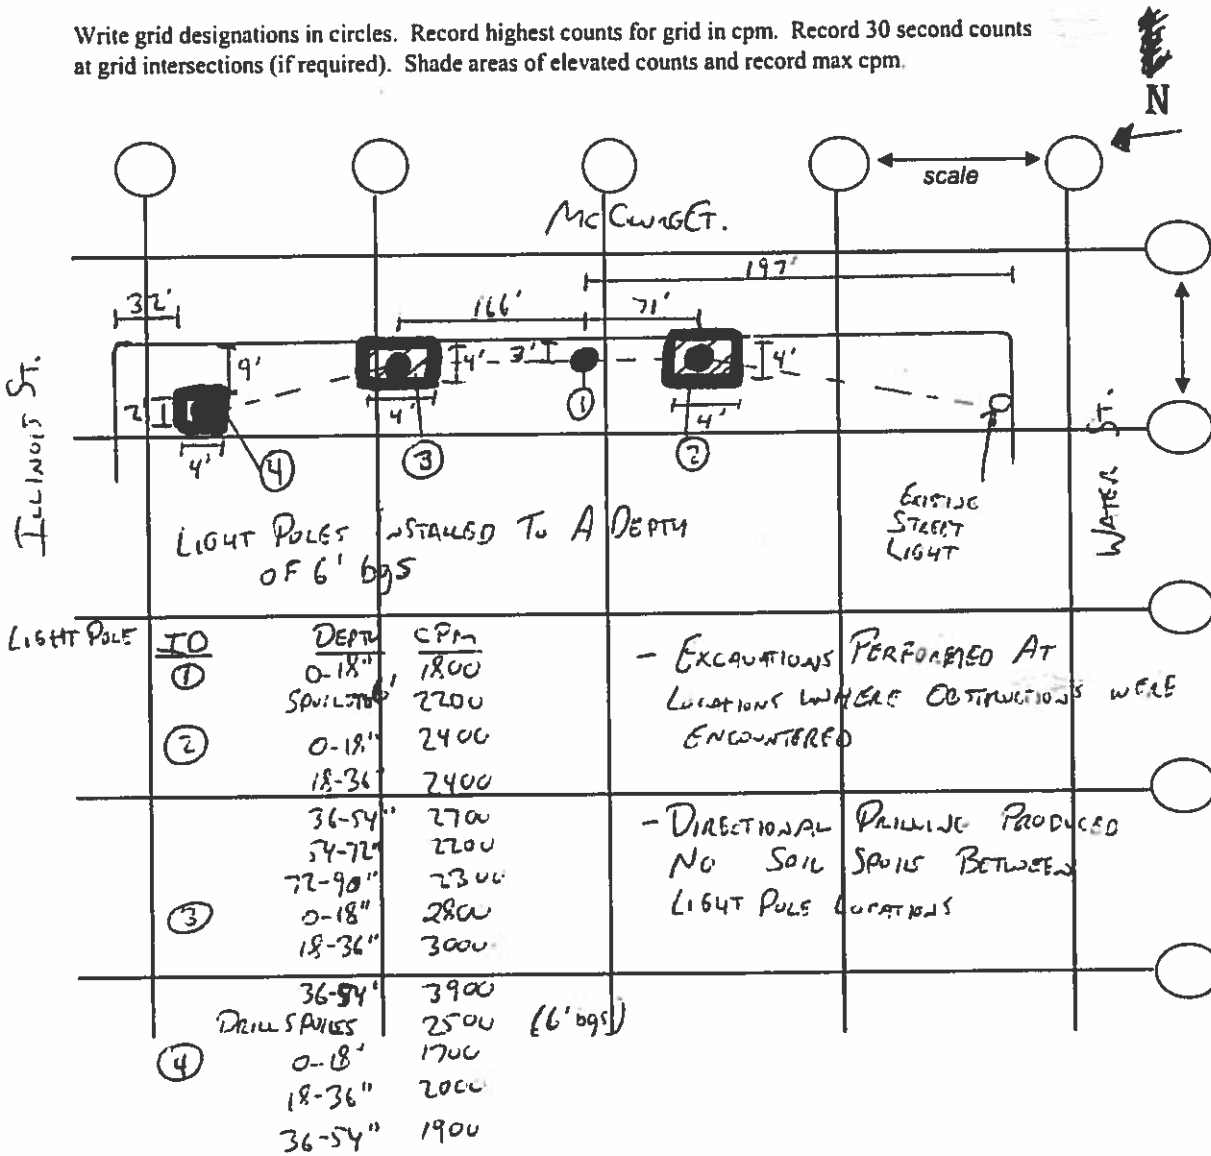 Write grid designations in circles. Record highest counts for grid in cpm. Record 30 second counts
at grid intersections (if required). Shade areas of elevated counts and record max cpm.
N
scale
McClurg Ct.
197'
32'
166'
71'
9'
4'
3'
4'
2'
4'
4'
4'
1
4
3
2
ILLINOIS ST.
WATER ST.
EXISTING
STREET
LIGHT
LIGHT POLES INSTALLED TO A DEPTH
OF 6' bgs
LIGHT POLE ID DEPTH CPM
1 0-18" 1800
SPOILS TO 6' 2200
2 0-18" 2400
18-36" 2400
36-54" 2700
54-72" 2200
72-90" 2300
3 0-18" 2800
18-36" 3000
36-54" 3900
DRILL SPOILES 2500 (6' bgs)
4 0-18' 1700
18-36" 2000
36-54" 1900
- EXCAVATIONS PERFORMED AT
LOCATIONS WHERE OBSTRUCTIONS WERE
ENCOUNTERED
- DIRECTIONAL DRILLING PRODUCED
NO SOIL SPOILS BETWEEN
LIGHT POLE LOCATIONS